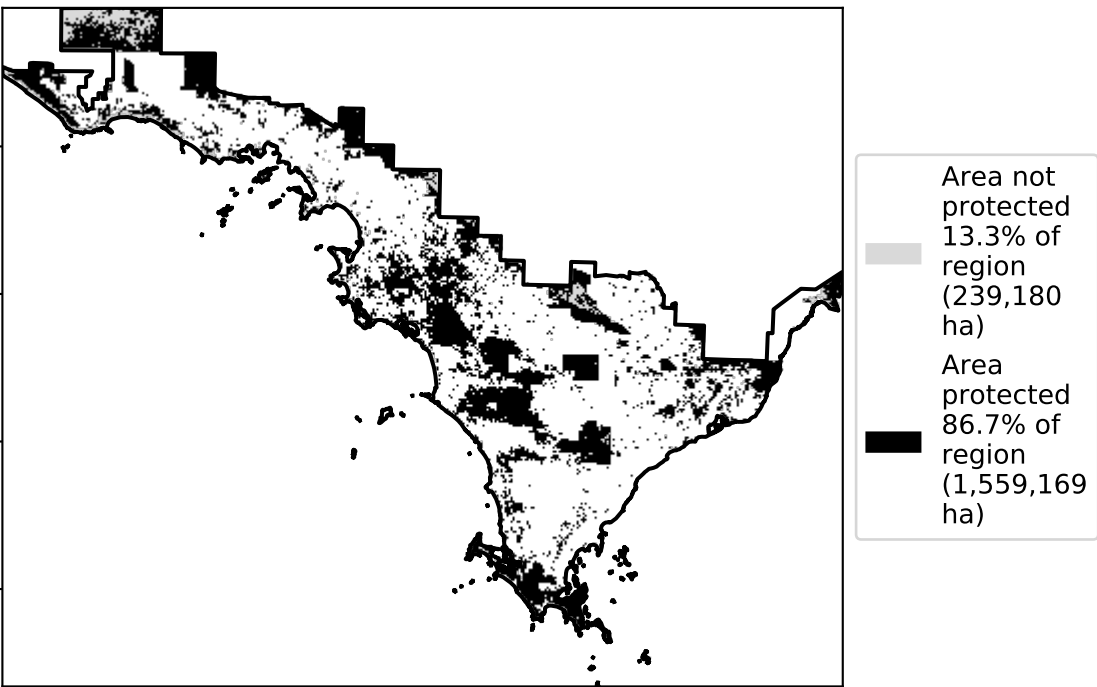 Area not
protected
13.3% of
region
(239,180
ha)
Area
protected
86.7% of
region
(1,559,169
ha)